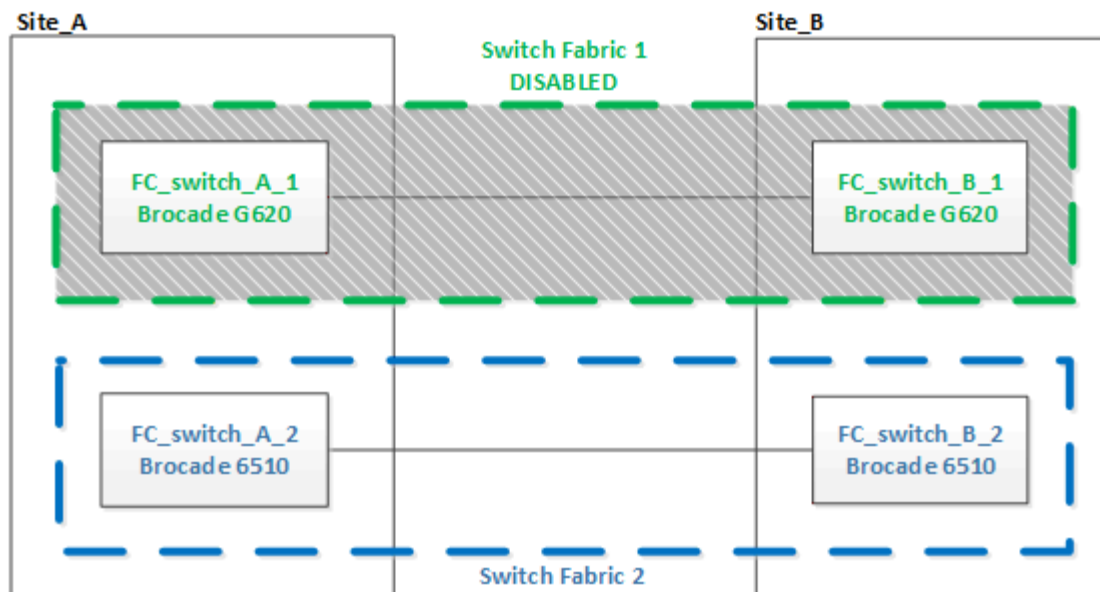 Site_A
Site_B
Switch Fabric 1
DISABLED
FC_switch_A_1
Brocade G620
FC_switch_B_1
Brocade G620
FC_switch_A_2
Brocade 6510
FC_switch_B_2
Brocade 6510
Switch Fabric 2